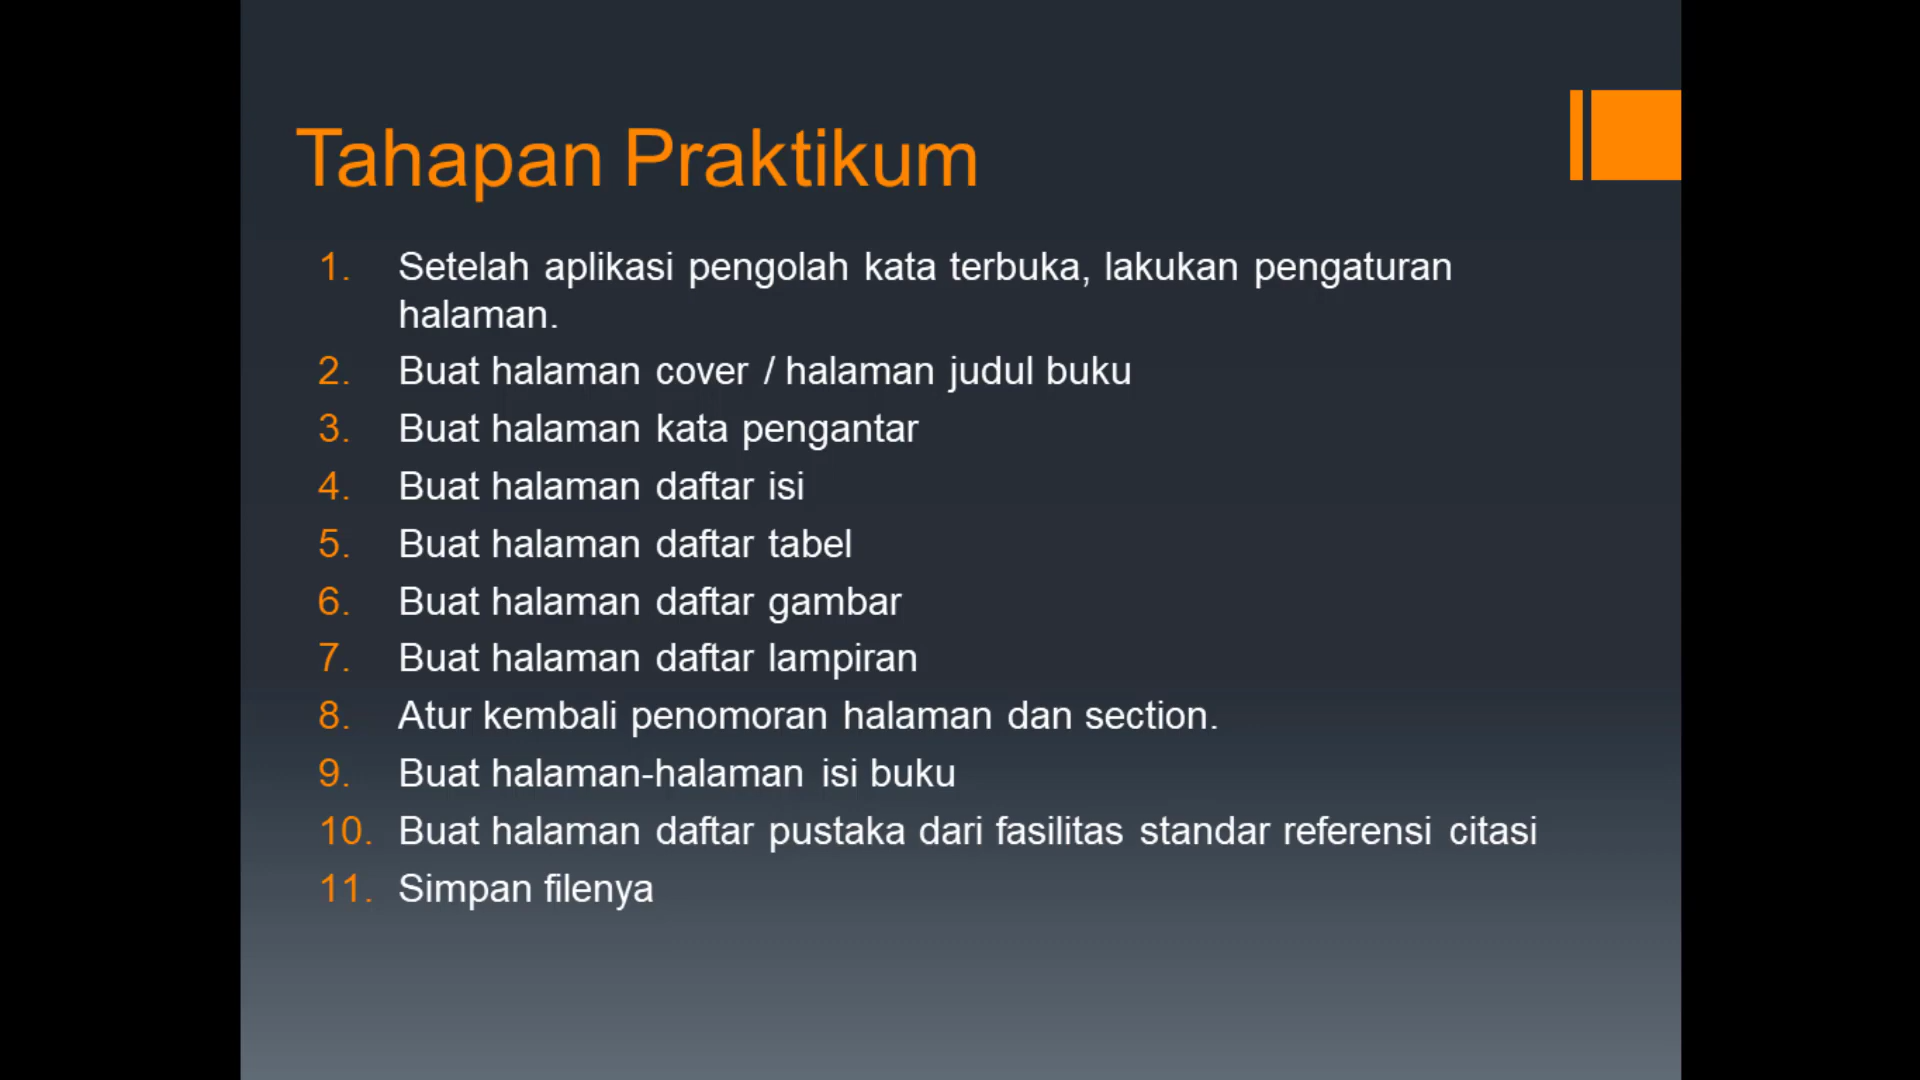 Tahapan Praktikum
1. Setelah aplikasi pengolah kata terbuka, lakukan pengaturan
halaman.
2. Buat halaman cover / halaman judul buku
3. Buat halaman kata pengantar
4. Buat halaman daftar isi
5. Buat halaman daftar tabel
6. Buat halaman daftar gambar
7. Buat halaman daftar lampiran
8. Atur kembali penomoran halaman dan section.
9. Buat halaman-halaman isi buku
10. Buat halaman daftar pustaka dari fasilitas standar referensi citasi
11. Simpan filenya